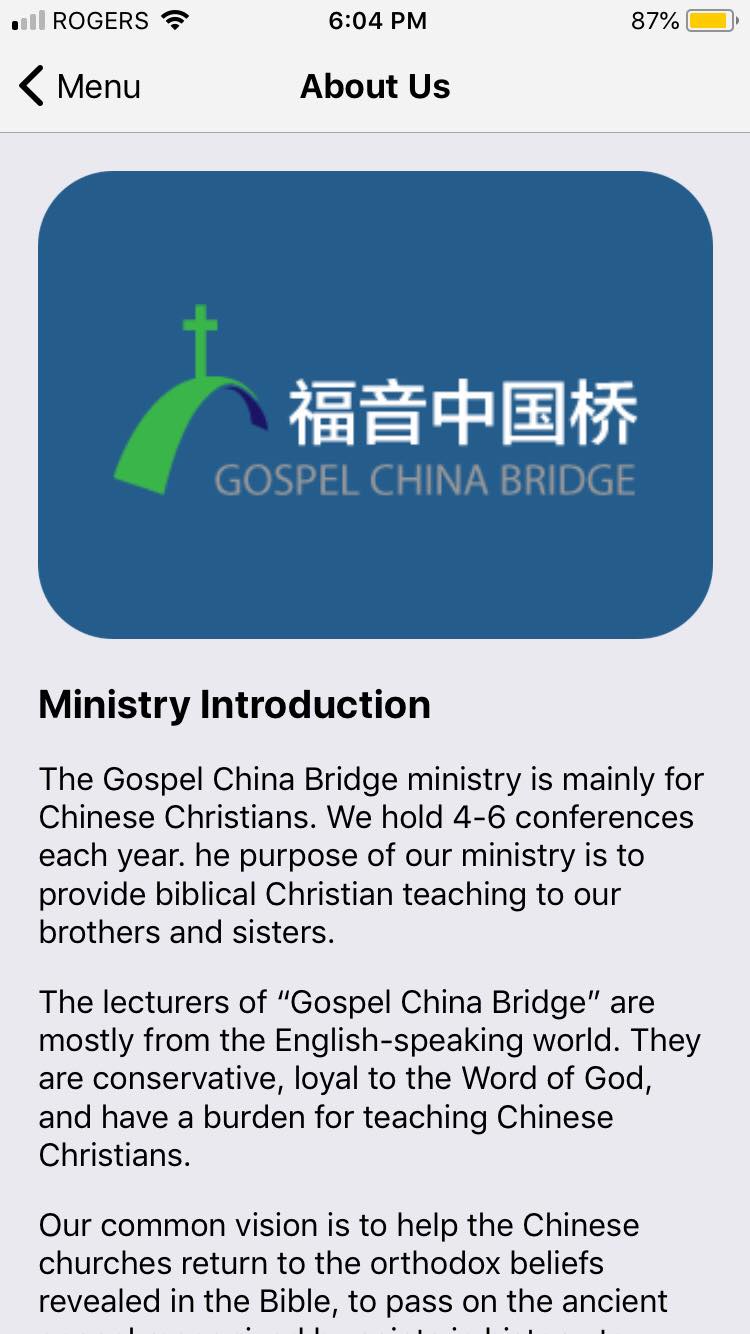 ROGERS 6:04 PM 87%
Menu About Us
福音中国桥
GOSPEL CHINA BRIDGE
Ministry Introduction
The Gospel China Bridge ministry is mainly for
Chinese Christians. We hold 4-6 conferences
each year. he purpose of our ministry is to
provide biblical Christian teaching to our
brothers and sisters.
The lecturers of “Gospel China Bridge” are
mostly from the English-speaking world. They
are conservative, loyal to the Word of God,
and have a burden for teaching Chinese
Christians.
Our common vision is to help the Chinese
churches return to the orthodox beliefs
revealed in the Bible, to pass on the ancient